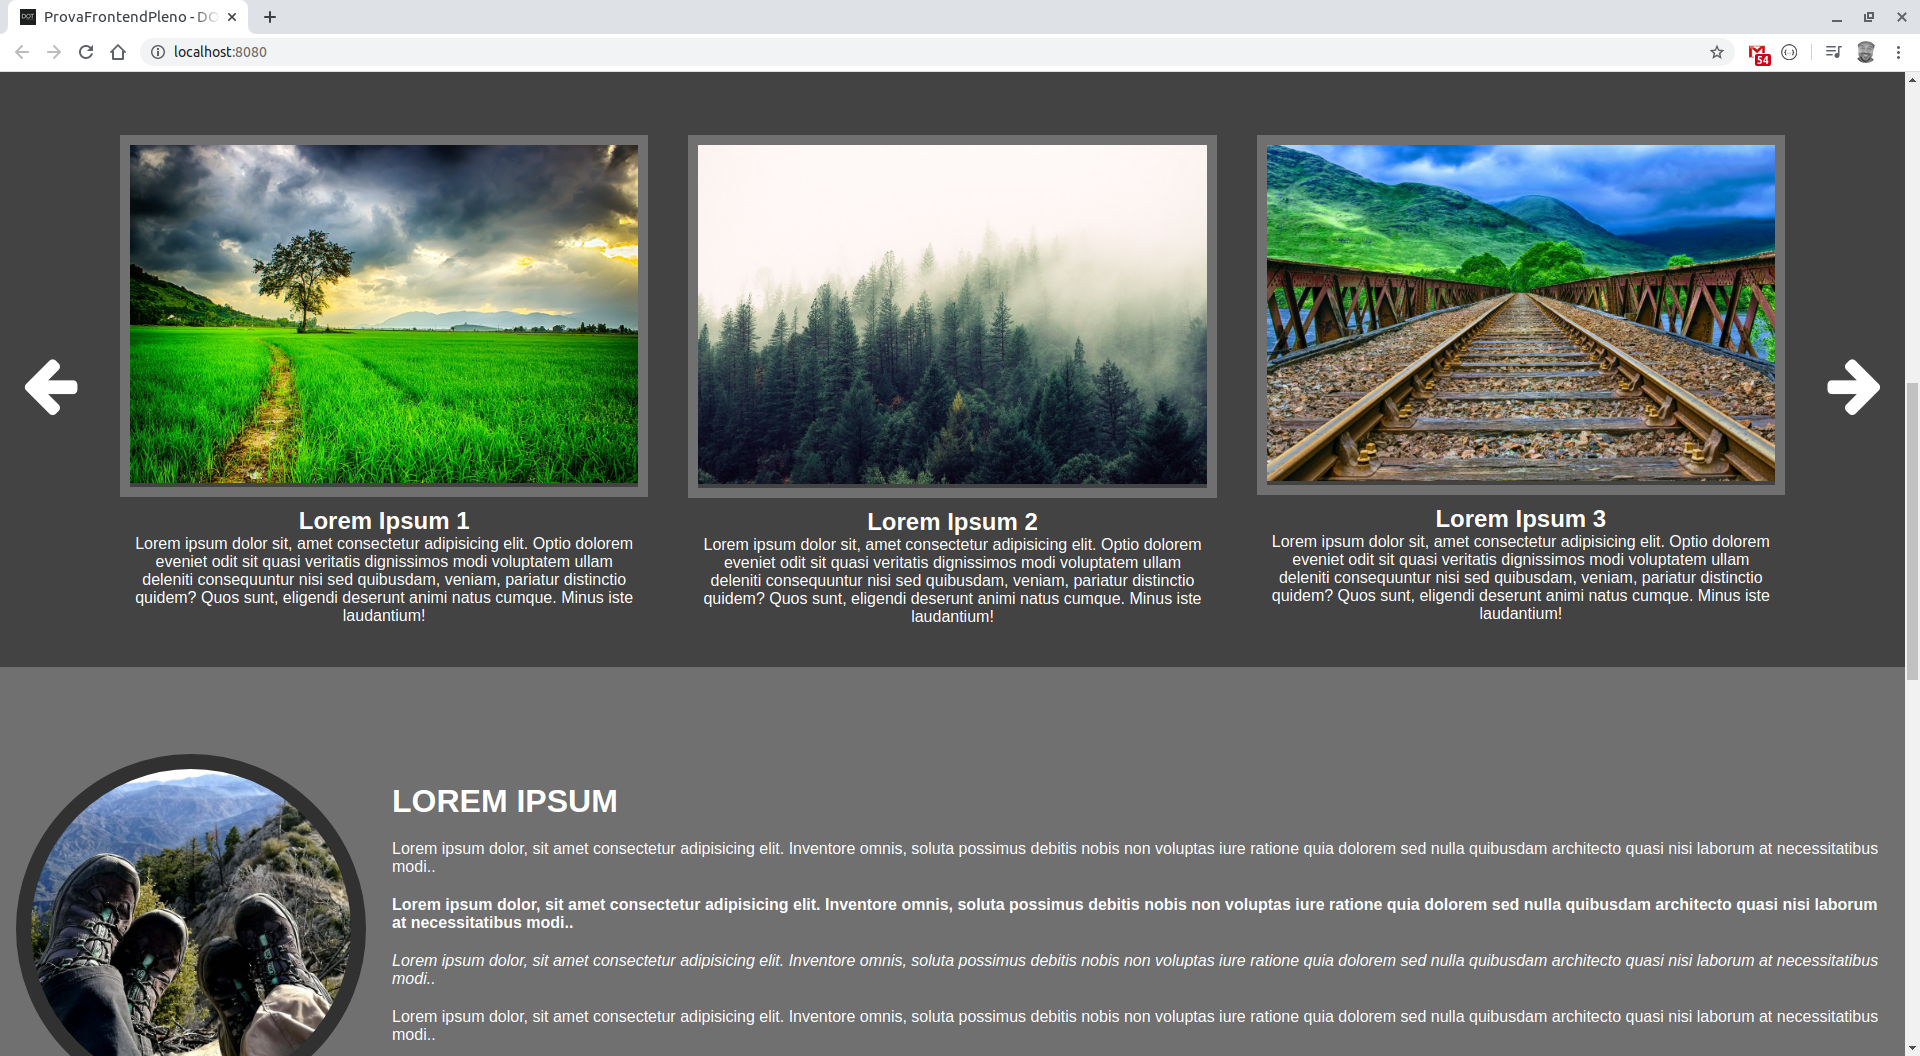 ProvaFrontendPleno - DO
localhost:8080
54
Lorem Ipsum 1
Lorem ipsum dolor sit, amet consectetur adipisicing elit. Optio dolorem
eveniet odit sit quasi veritatis dignissimos modi voluptatem ullam
deleniti consequuntur nisi sed quibusdam, veniam, pariatur distinctio
quidem? Quos sunt, eligendi deserunt animi natus cumque. Minus iste
laudantium!
Lorem Ipsum 2
Lorem ipsum dolor sit, amet consectetur adipisicing elit. Optio dolorem
eveniet odit sit quasi veritatis dignissimos modi voluptatem ullam
deleniti consequuntur nisi sed quibusdam, veniam, pariatur distinctio
quidem? Quos sunt, eligendi deserunt animi natus cumque. Minus iste
laudantium!
Lorem Ipsum 3
Lorem ipsum dolor sit, amet consectetur adipisicing elit. Optio dolorem
eveniet odit sit quasi veritatis dignissimos modi voluptatem ullam
deleniti consequuntur nisi sed quibusdam, veniam, pariatur distinctio
quidem? Quos sunt, eligendi deserunt animi natus cumque. Minus iste
laudantium!
LOREM IPSUM
Lorem ipsum dolor, sit amet consectetur adipisicing elit. Inventore omnis, soluta possimus debitis nobis non voluptas iure ratione quia dolorem sed nulla quibusdam architecto quasi nisi laborum at necessitatibus
modi..
Lorem ipsum dolor, sit amet consectetur adipisicing elit. Inventore omnis, soluta possimus debitis nobis non voluptas iure ratione quia dolorem sed nulla quibusdam architecto quasi nisi laborum
at necessitatibus modi..
Lorem ipsum dolor, sit amet consectetur adipisicing elit. Inventore omnis, soluta possimus debitis nobis non voluptas iure ratione quia dolorem sed nulla quibusdam architecto quasi nisi laborum at necessitatibus
modi..
Lorem ipsum dolor, sit amet consectetur adipisicing elit. Inventore omnis, soluta possimus debitis nobis non voluptas iure ratione quia dolorem sed nulla quibusdam architecto quasi nisi laborum at necessitatibus
modi..